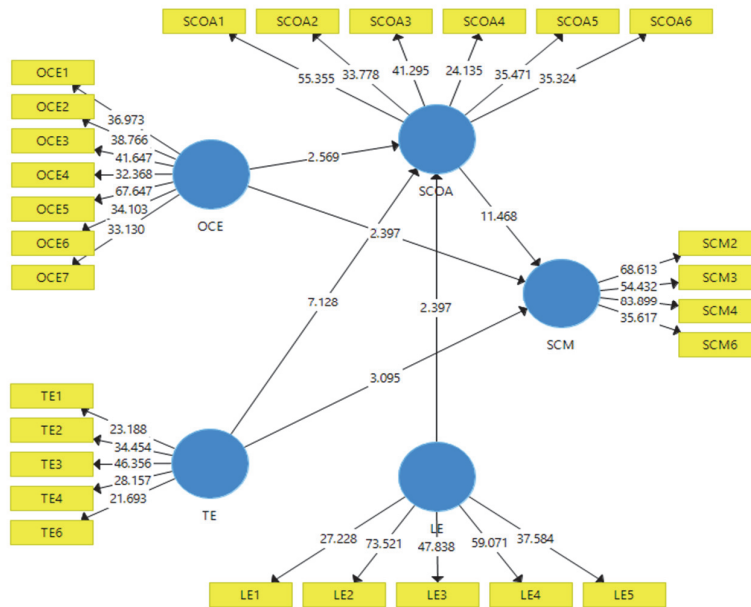 SCOA1 SCOA2 SCOA3 SCOA4 SCOA5 SCOA6
55.355 33.778 41.295 24.135 35.471 35.324
OCE1
OCE2
OCE3
OCE4
OCE5
OCE6
OCE7
36.973
38.766
41.647
32.368
67.647
34.103
33.130
OCE
2.569
SCOA
2.397
11.468
7.128
2.397
3.095
SCM
68.613
54.432
83.899
35.617
SCM2
SCM3
SCM4
SCM6
TE1
TE2
TE3
TE4
TE6
23.188
34.454
46.356
28.157
21.693
TE
LE
27.228 73.521 47.838 59.071 37.584
LE1 LE2 LE3 LE4 LE5